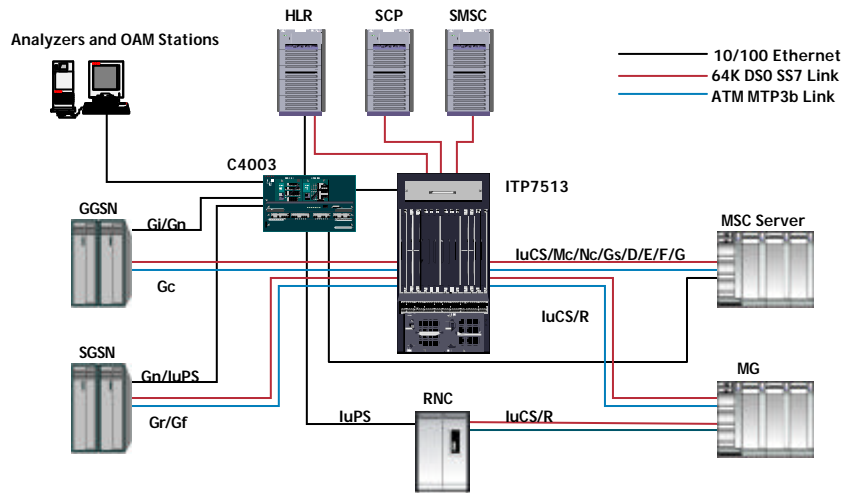 HLR
SCP
SMSC
Analyzers and OAM Stations
10/100 Ethernet
64K DS0 SS7 Link
ATM MTP3b Link
C4003
ITP7513
GGSN
Gi/Gn
MSC Server
IuCS/Mc/Nc/Gs/D/E/F/G
Gc
IuCS/R
SGSN
Gn/IuPS
MG
RNC
Gr/Gf
IuPS
IuCS/R